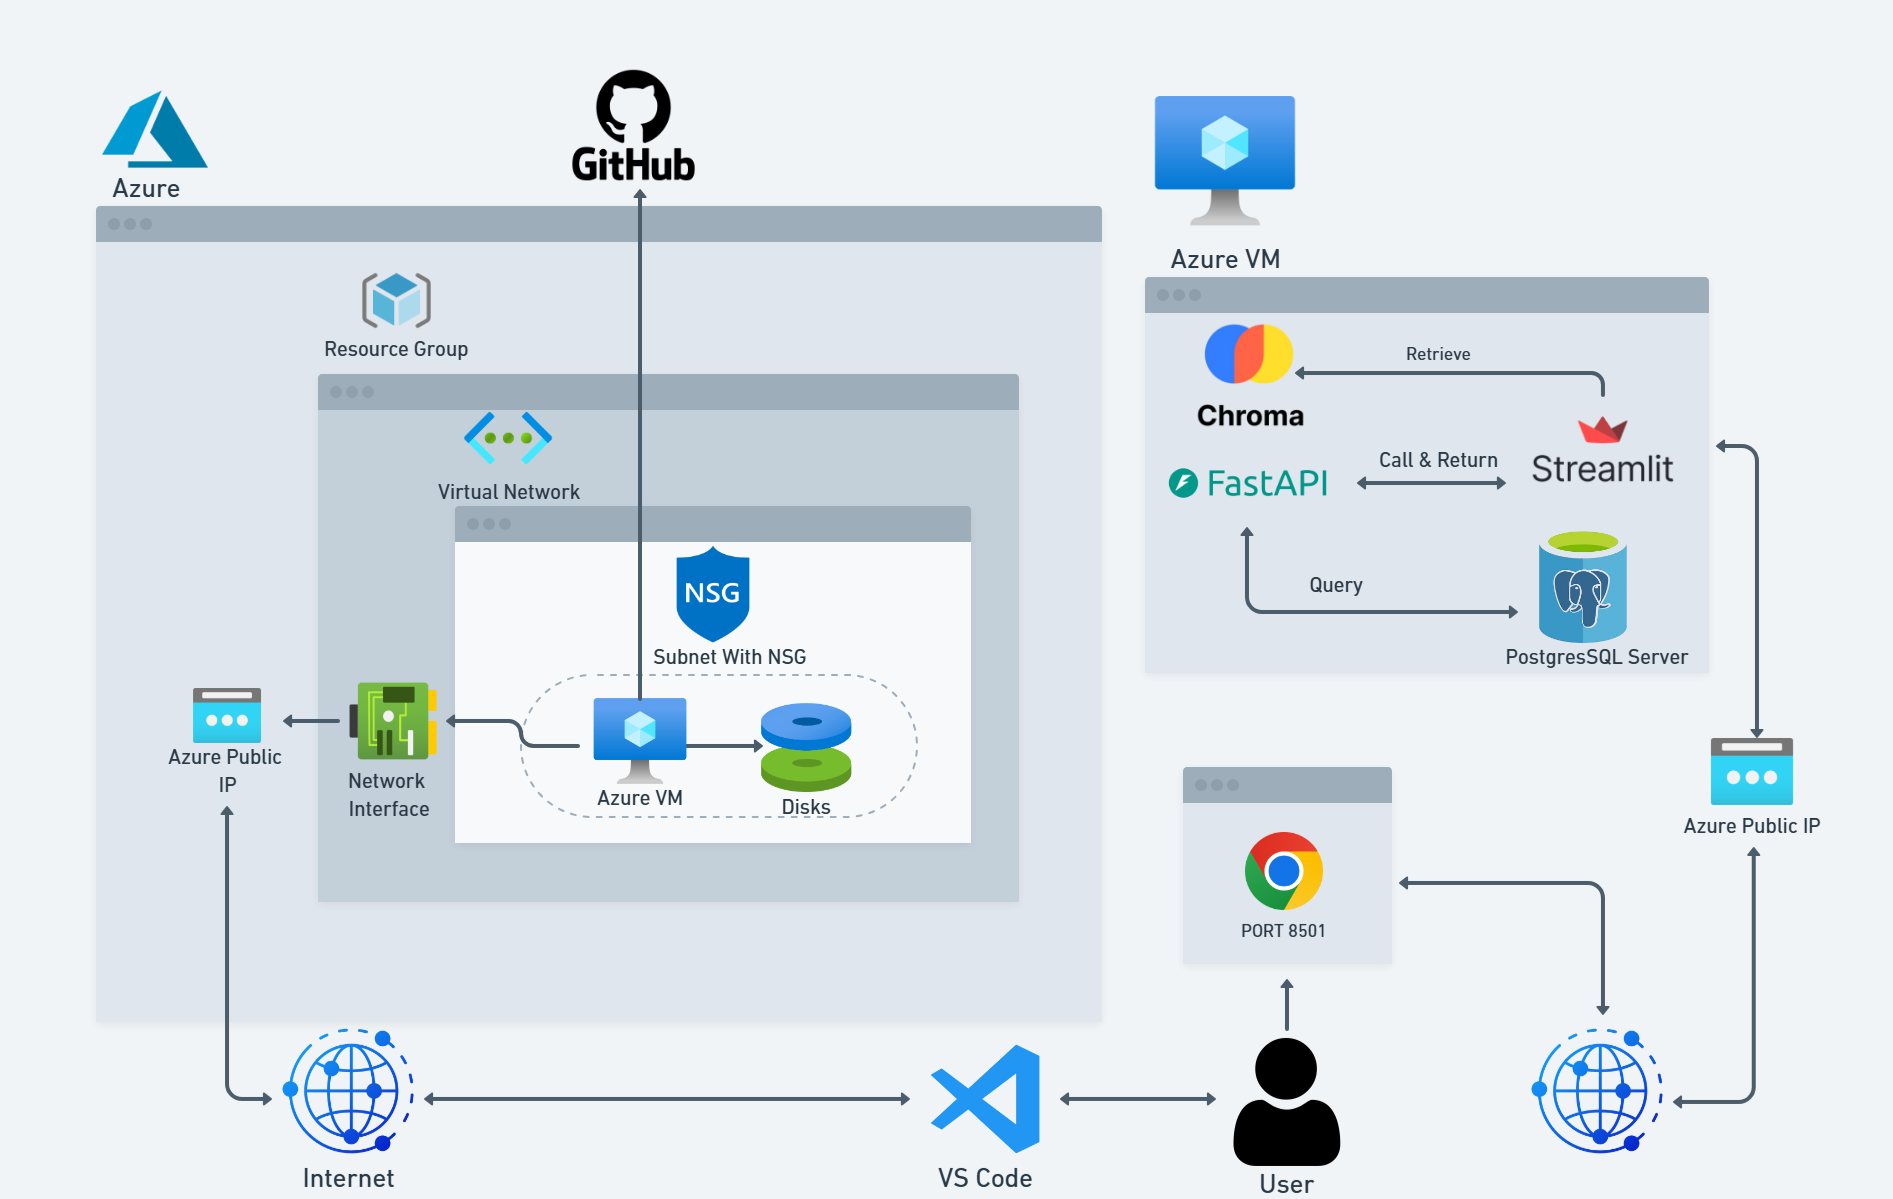 Azure
GitHub
Azure VM
Resource Group
Chroma
Retrieve
Streamlit
Call & Return
FastAPI
Virtual Network
NSG
Subnet With NSG
Query
PostgresSQL Server
Azure Public
IP
Network
Interface
Azure VM
Disks
Azure Public IP
PORT 8501
Internet
VS Code
User